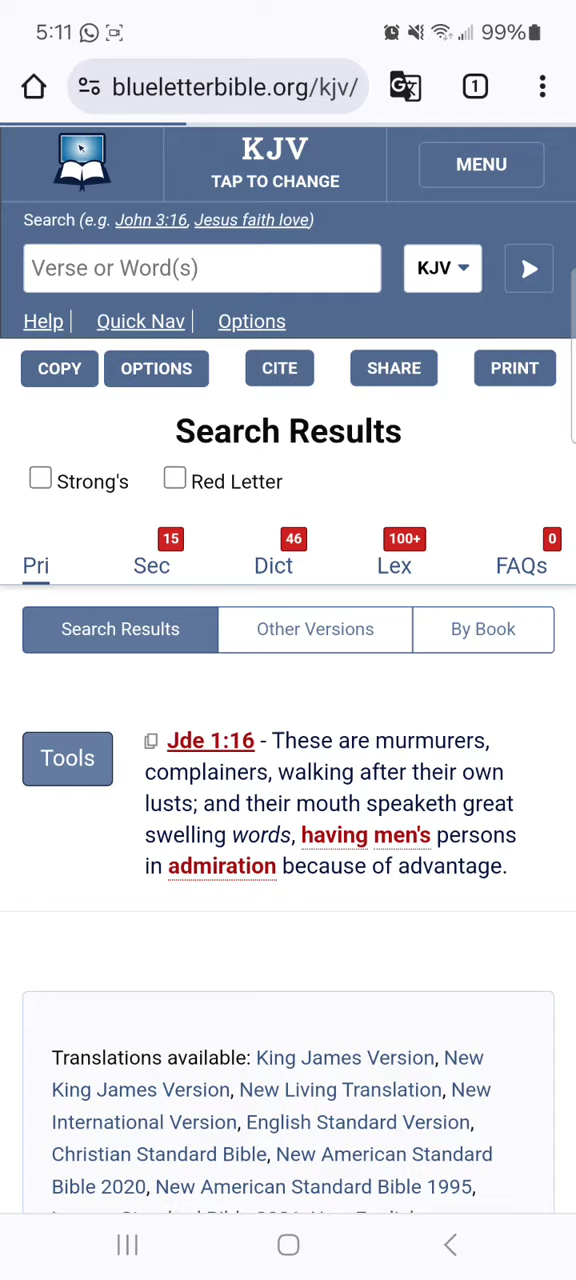 5:11 99%
blueletterbible.org/kjv/ 1
KJV
TAP TO CHANGE
MENU
Search (e.g. John 3:16, Jesus faith love)
Verse or Word(s) KJV
Help Quick Nav Options
COPY OPTIONS CITE SHARE PRINT
Search Results
Strong's Red Letter
15 46 100+ 0
Pri Sec Dict Lex FAQs
Search Results Other Versions By Book
Tools
Jde 1:16 - These are murmurers,
complainers, walking after their own
lusts; and their mouth speaketh great
swelling words, having men's persons
in admiration because of advantage.
Translations available: King James Version, New
King James Version, New Living Translation, New
International Version, English Standard Version,
Christian Standard Bible, New American Standard
Bible 2020, New American Standard Bible 1995,